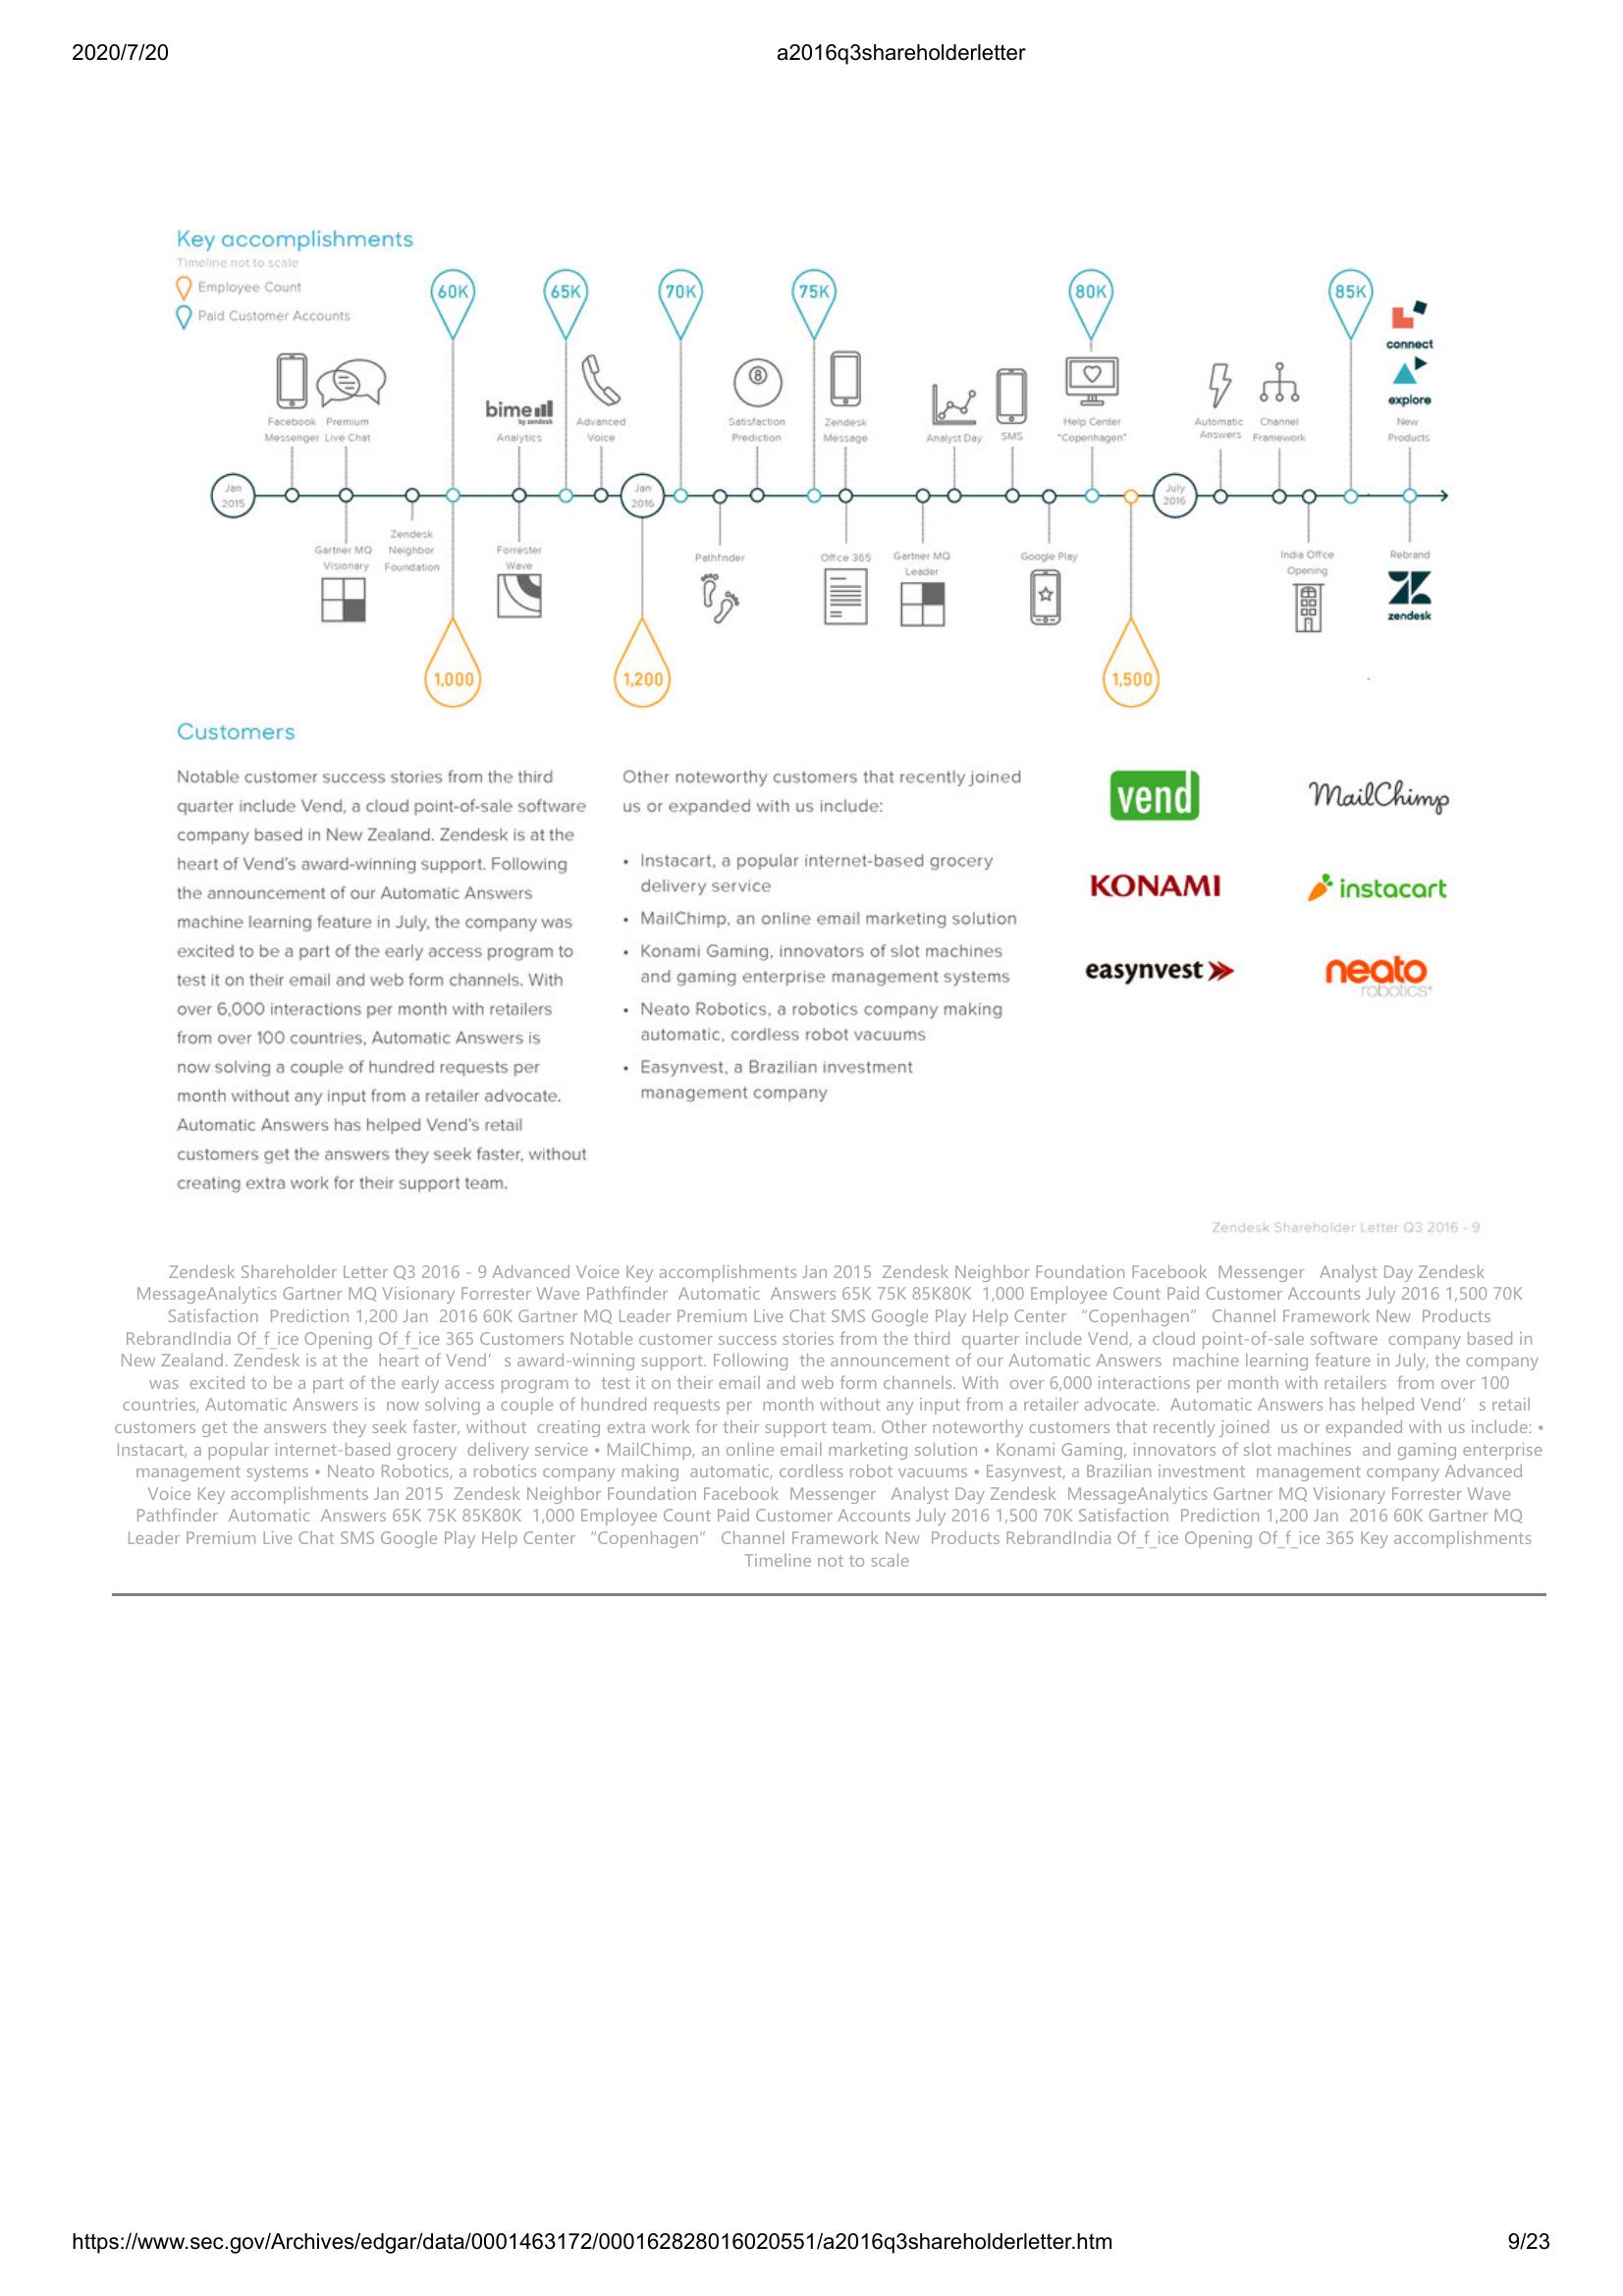 2020/7/20 a2016q3shareholderletter
Key accomplishments
Timeline not to scale
Employee Count
Paid Customer Accounts
60K 65K 70K 75K 80K 85K
connect
explore
bime
by zendesk
8
Facebook Messenger
Premium Live Chat
Analytics
Advanced Voice
Satisfaction Prediction
Zendesk Message
Analyst Day
SMS
Help Center "Copenhagen"
Automatic Answers
Channel Framework
New Products
Jan 2015
Jan 2016
July 2016
Gartner MQ Visionary
Zendesk Neighbor Foundation
Forrester Wave
Pathfinder
Office 365
Gartner MQ Leader
Google Play
India Office Opening
Rebrand
zendesk
1,000 1,200 1,500
Customers
Notable customer success stories from the third
quarter include Vend, a cloud point-of-sale software
company based in New Zealand. Zendesk is at the
heart of Vend's award-winning support. Following
the announcement of our Automatic Answers
machine learning feature in July, the company was
excited to be a part of the early access program to
test it on their email and web form channels. With
over 6,000 interactions per month with retailers
from over 100 countries, Automatic Answers is
now solving a couple of hundred requests per
month without any input from a retailer advocate.
Automatic Answers has helped Vend's retail
customers get the answers they seek faster, without
creating extra work for their support team.
Other noteworthy customers that recently joined
us or expanded with us include:
• Instacart, a popular internet-based grocery
delivery service
• MailChimp, an online email marketing solution
• Konami Gaming, innovators of slot machines
and gaming enterprise management systems
• Neato Robotics, a robotics company making
automatic, cordless robot vacuums
• Easynvest, a Brazilian investment
management company
vend MailChimp
KONAMI instacart
easynvest neato
robotics
Zendesk Shareholder Letter Q3 2016 - 9
Zendesk Shareholder Letter Q3 2016 - 9 Advanced Voice Key accomplishments Jan 2015 Zendesk Neighbor Foundation Facebook Messenger Analyst Day Zendesk
MessageAnalytics Gartner MQ Visionary Forrester Wave Pathfinder Automatic Answers 65K 75K 85K80K 1,000 Employee Count Paid Customer Accounts July 2016 1,500 70K
Satisfaction Prediction 1,200 Jan 2016 60K Gartner MQ Leader Premium Live Chat SMS Google Play Help Center “Copenhagen” Channel Framework New Products
RebrandIndia Of_f_ice Opening Of_f_ice 365 Customers Notable customer success stories from the third quarter include Vend, a cloud point-of-sale software company based in
New Zealand. Zendesk is at the heart of Vend’ s award-winning support. Following the announcement of our Automatic Answers machine learning feature in July, the company
was excited to be a part of the early access program to test it on their email and web form channels. With over 6,000 interactions per month with retailers from over 100
countries, Automatic Answers is now solving a couple of hundred requests per month without any input from a retailer advocate. Automatic Answers has helped Vend’ s retail
customers get the answers they seek faster, without creating extra work for their support team. Other noteworthy customers that recently joined us or expanded with us include: •
Instacart, a popular internet-based grocery delivery service • MailChimp, an online email marketing solution • Konami Gaming, innovators of slot machines and gaming enterprise
management systems • Neato Robotics, a robotics company making automatic, cordless robot vacuums • Easynvest, a Brazilian investment management company Advanced
Voice Key accomplishments Jan 2015 Zendesk Neighbor Foundation Facebook Messenger Analyst Day Zendesk MessageAnalytics Gartner MQ Visionary Forrester Wave
Pathfinder Automatic Answers 65K 75K 85K80K 1,000 Employee Count Paid Customer Accounts July 2016 1,500 70K Satisfaction Prediction 1,200 Jan 2016 60K Gartner MQ
Leader Premium Live Chat SMS Google Play Help Center “Copenhagen” Channel Framework New Products RebrandIndia Of_f_ice Opening Of_f_ice 365 Key accomplishments
Timeline not to scale
https://www.sec.gov/Archives/edgar/data/0001463172/000162828016020551/a2016q3shareholderletter.htm 9/23